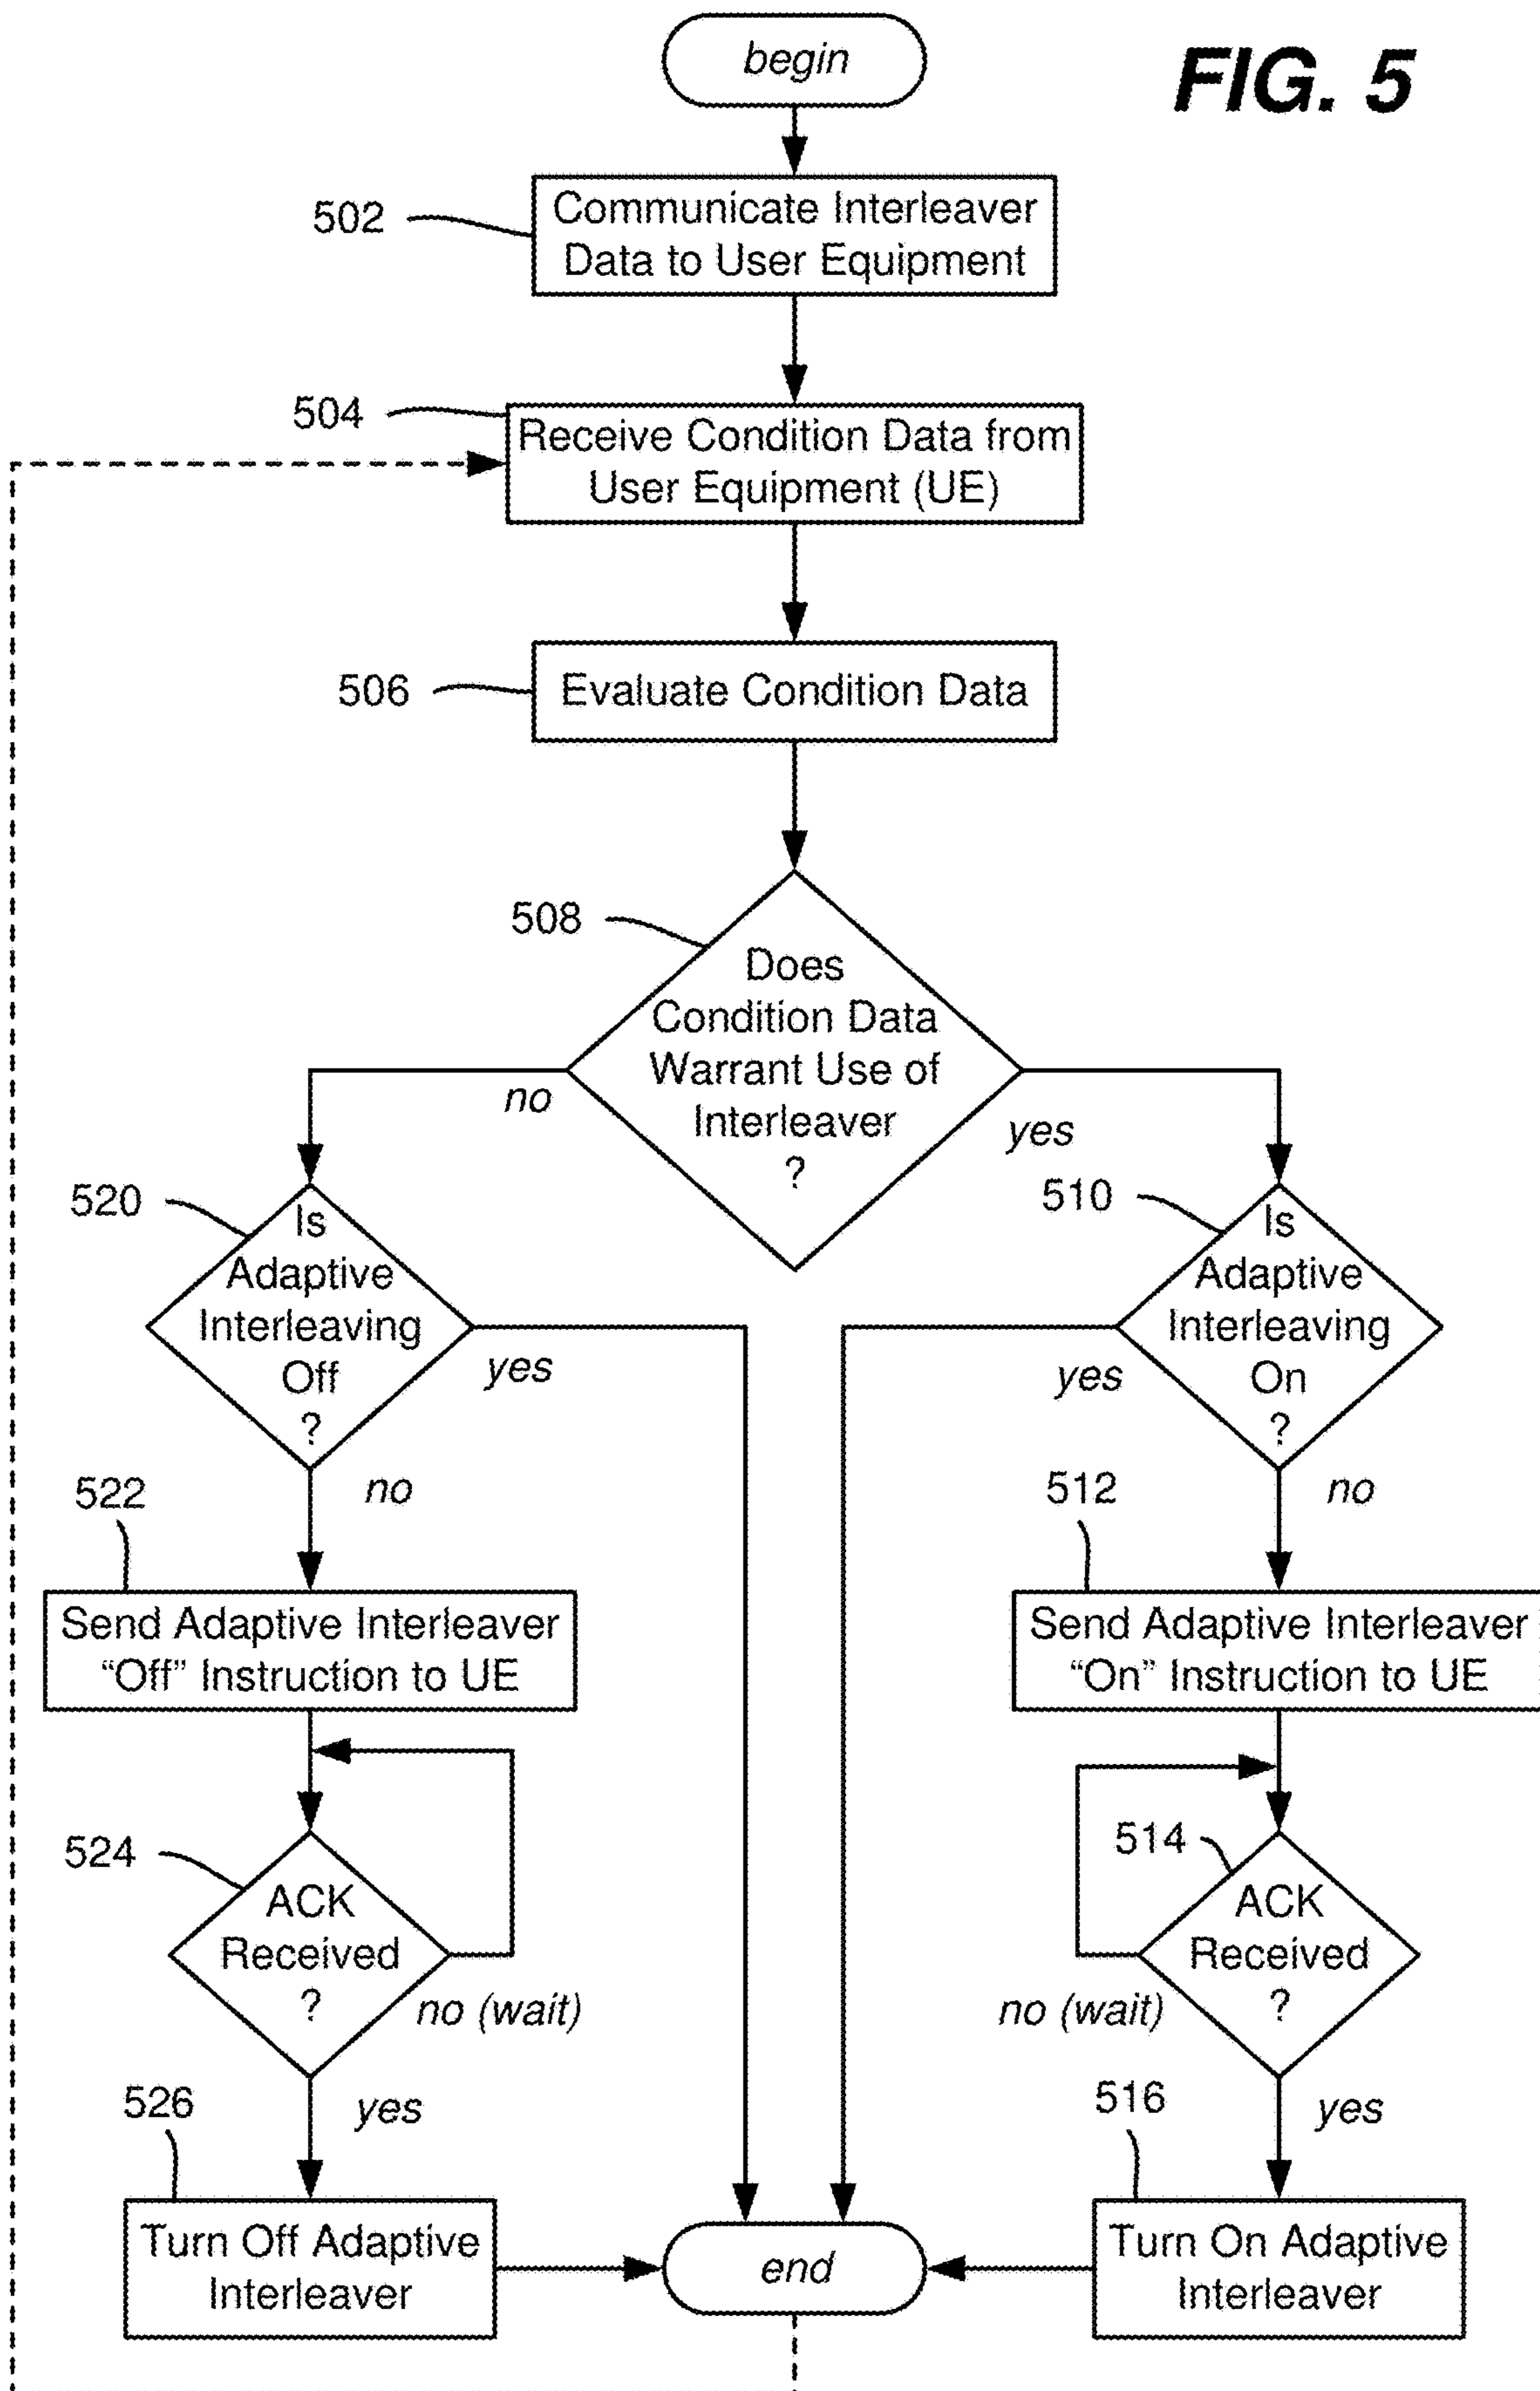 begin
FIG. 5
502
Communicate Interleaver
Data to User Equipment
504
Receive Condition Data from
User Equipment (UE)
506
Evaluate Condition Data
508
Does
Condition Data
Warrant Use of
Interleaver
?
no
yes
520
Is
Adaptive
Interleaving
Off
?
yes
no
510
Is
Adaptive
Interleaving
On
?
yes
no
522
Send Adaptive Interleaver
“Off” Instruction to UE
512
Send Adaptive Interleaver
“On” Instruction to UE
524
ACK
Received
?
no (wait)
yes
514
ACK
Received
?
no (wait)
yes
526
Turn Off Adaptive
Interleaver
end
516
Turn On Adaptive
Interleaver